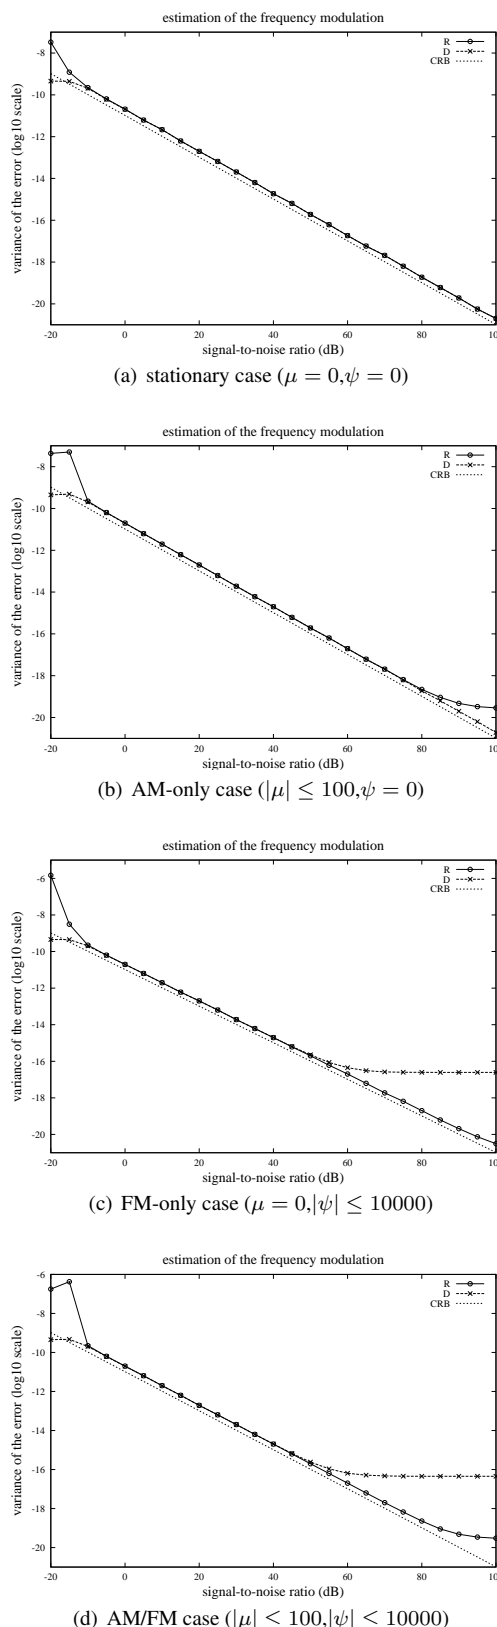 estimation of the frequency modulation
R
D
CRB
variance of the error (log10 scale)
-8
-10
-12
-14
-16
-18
-20
-20 0 20 40 60 80 100
signal-to-noise ratio (dB)
(a) stationary case (μ = 0,ψ = 0)
estimation of the frequency modulation
R
D
CRB
variance of the error (log10 scale)
-8
-10
-12
-14
-16
-18
-20
-20 0 20 40 60 80 100
signal-to-noise ratio (dB)
(b) AM-only case (|μ| ≤ 100,ψ = 0)
estimation of the frequency modulation
R
D
CRB
variance of the error (log10 scale)
-6
-8
-10
-12
-14
-16
-18
-20
-20 0 20 40 60 80 100
signal-to-noise ratio (dB)
(c) FM-only case (μ = 0,|ψ| ≤ 10000)
estimation of the frequency modulation
R
D
CRB
variance of the error (log10 scale)
-6
-8
-10
-12
-14
-16
-18
-20
-20 0 20 40 60 80 100
signal-to-noise ratio (dB)
(d) AM/FM case (|μ| < 100,|ψ| < 10000)